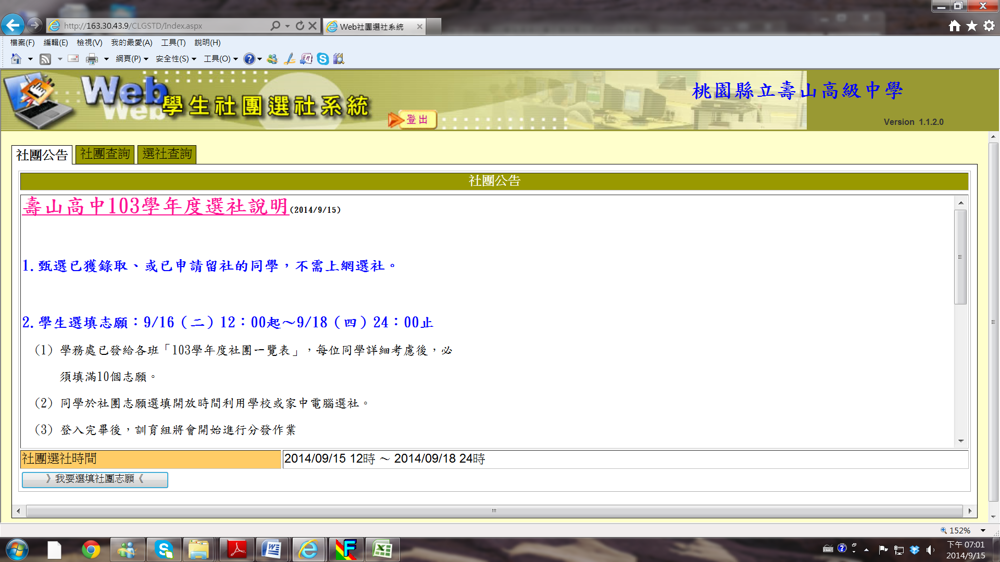 http://163.30.43.9/CLGSTD/Index.aspx
Web社團選社系統
檔案(F) 編輯(E) 檢視(V) 我的最愛(A) 工具(T) 說明(H)
網頁(P) 安全性(S) 工具(O)
Web 學生社團選社系統
登出
桃園縣立壽山高級中學
Version 1.1.2.0
社團公告 社團查詢 選社查詢
社團公告
壽山高中103學年度選社說明(2014/9/15)
1.甄選已獲錄取、或已申請留社的同學，不需上網選社。
2.學生選填志願：9/16（二）12：00起～9/18（四）24：00止
(1) 學務處已發給各班「103學年度社團一覽表」，每位同學詳細考慮後，必
須填滿10個志願。
(2) 同學於社團志願選填開放時間利用學校或家中電腦選社。
(3) 登入完畢後，訓育組將會開始進行分發作業
社團選社時間 2014/09/15 12時 ～ 2014/09/18 24時
》我要選填社團志願《
152%
下午 07:01
2014/9/15